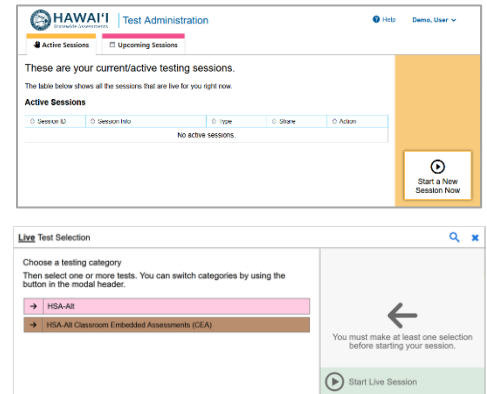 HAWAI'I Test Administration
Statewide Assessments
Help
Demo, User
Active Sessions
Upcoming Sessions
These are your current/active testing sessions.
The table below shows all the sessions that are live for you right now.
Active Sessions
Session ID Session Info Type Share Action
No active sessions.
Start a New
Session Now
Live Test Selection
Choose a testing category
Then select one or more tests. You can switch categories by using the
button in the modal header.
HSA-Alt
HSA-Alt Classroom Embedded Assessments (CEA)
You must make at least one selection
before starting your session.
Start Live Session